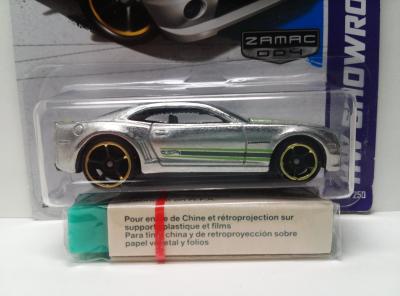 ZAMAC
004
HW SHOWRO
250
Pour encre de Chine et rétroprojection sur
support plastique et films
Para tinta china y de retroproyección sobre
papel vegetal y folios